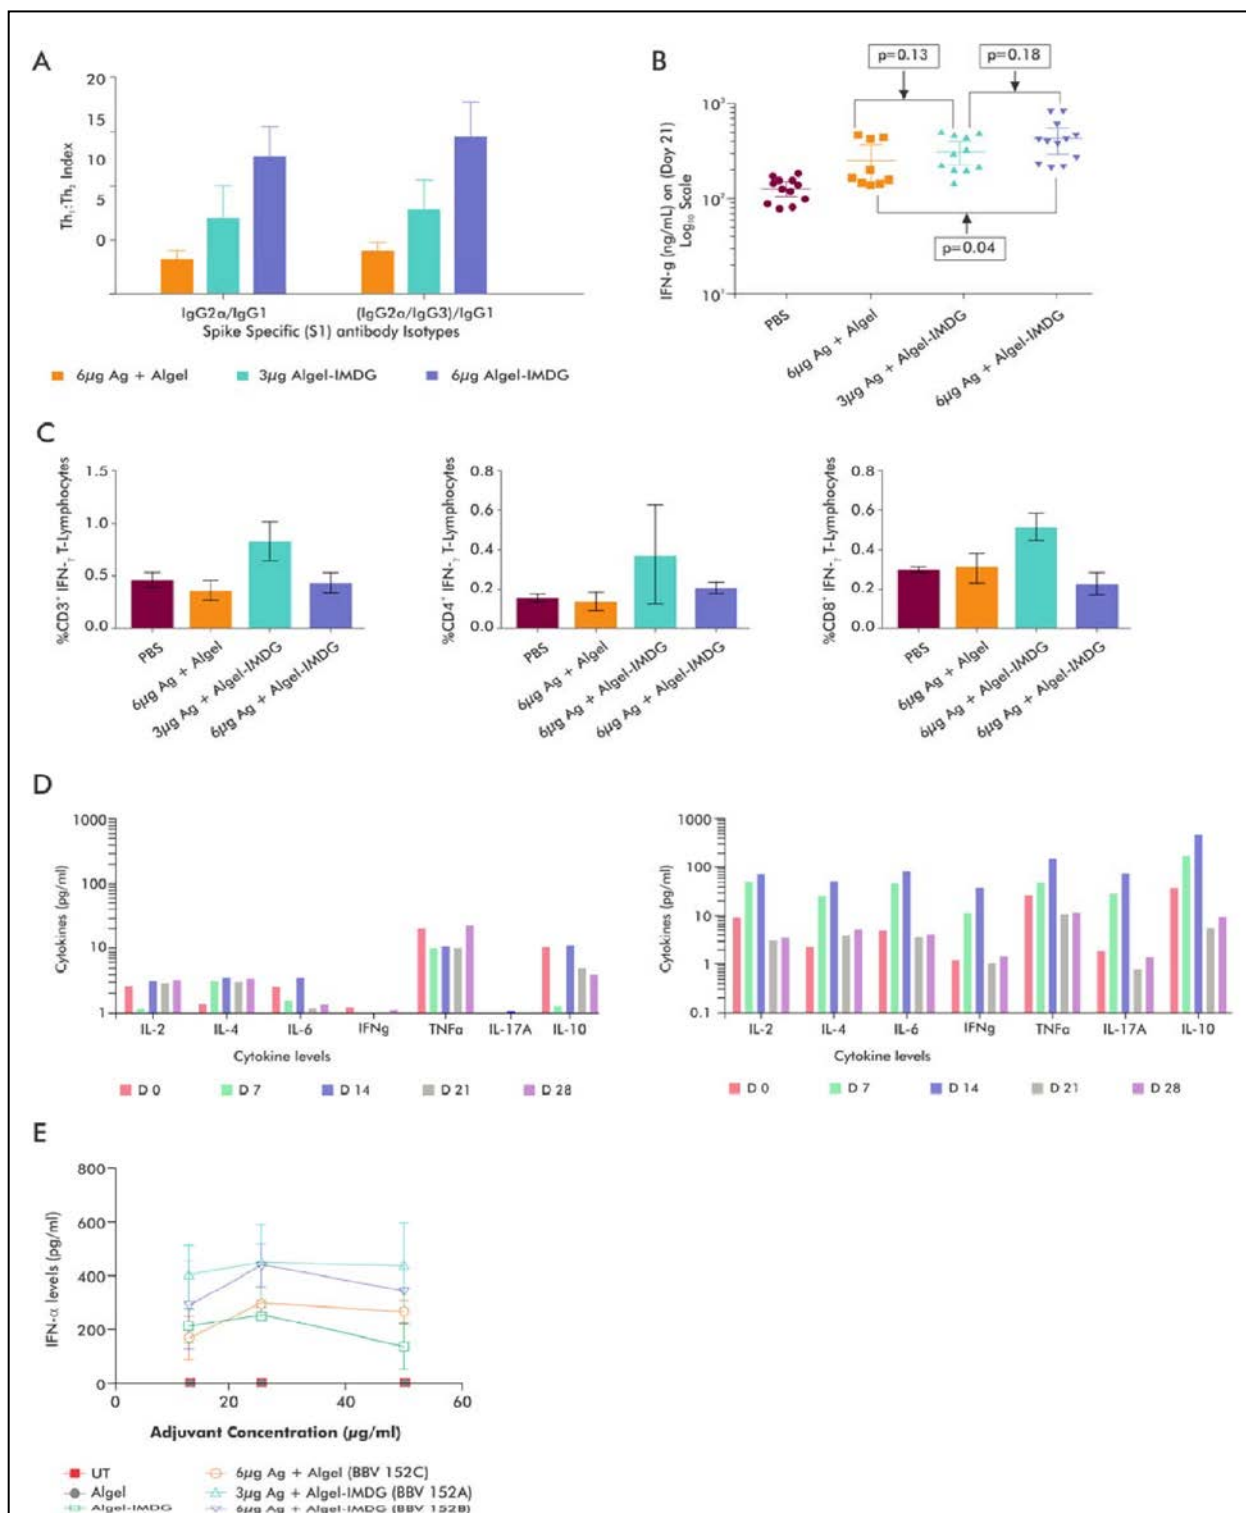 A
Th₁:Th₂ Index
20
15
10
5
0
IgG2α/IgG1
(IgG2α/IgG3)/IgG1
Spike Specific (S1) antibody Isotypes
6µg Ag + Algel
3µg Algel-IMDG
6µg Algel-IMDG
B
p=0.13
p=0.18
IFN-g (ng/mL) on (Day 21)
Log₁₀ Scale
10³
10²
10¹
p=0.04
PBS
6µg Ag + Algel
3µg Ag + Algel-IMDG
6µg Ag + Algel-IMDG
C
%CD3⁺ IFN-γ T-Lymphocytes
1.5
1.0
0.5
0.0
PBS
6µg Ag + Algel
3µg Ag + Algel-IMDG
6µg Ag + Algel-IMDG
%CD4⁺ IFN-γ T-Lymphocytes
0.8
0.6
0.4
0.2
0.0
PBS
6µg Ag + Algel
6µg Ag + Algel-IMDG
6µg Ag + Algel-IMDG
%CD8⁺ IFN-γ T-Lymphocytes
0.8
0.6
0.4
0.2
0.0
PBS
6µg Ag + Algel
6µg Ag + Algel-IMDG
6µg Ag + Algel-IMDG
D
Cytokines (pg/ml)
1000
100
10
1
IL-2 IL-4 IL-6 IFNg TNFα IL-17A IL-10
Cytokine levels
D 0 D 7 D 14 D 21 D 28
Cytokines (pg/ml)
1000
100
10
1
0.1
IL-2 IL-4 IL-6 IFNg TNFα IL-17A IL-10
Cytokine levels
D 0 D 7 D 14 D 21 D 28
E
IFN-α levels (pg/ml)
800
600
400
200
0
0 20 40 60
Adjuvant Concentration (µg/ml)
UT
Algel
Algel-IMDG
6µg Ag + Algel (BBV 152C)
3µg Ag + Algel-IMDG (BBV 152A)
6µg Ag + Algel-IMDG (BBV 152B)